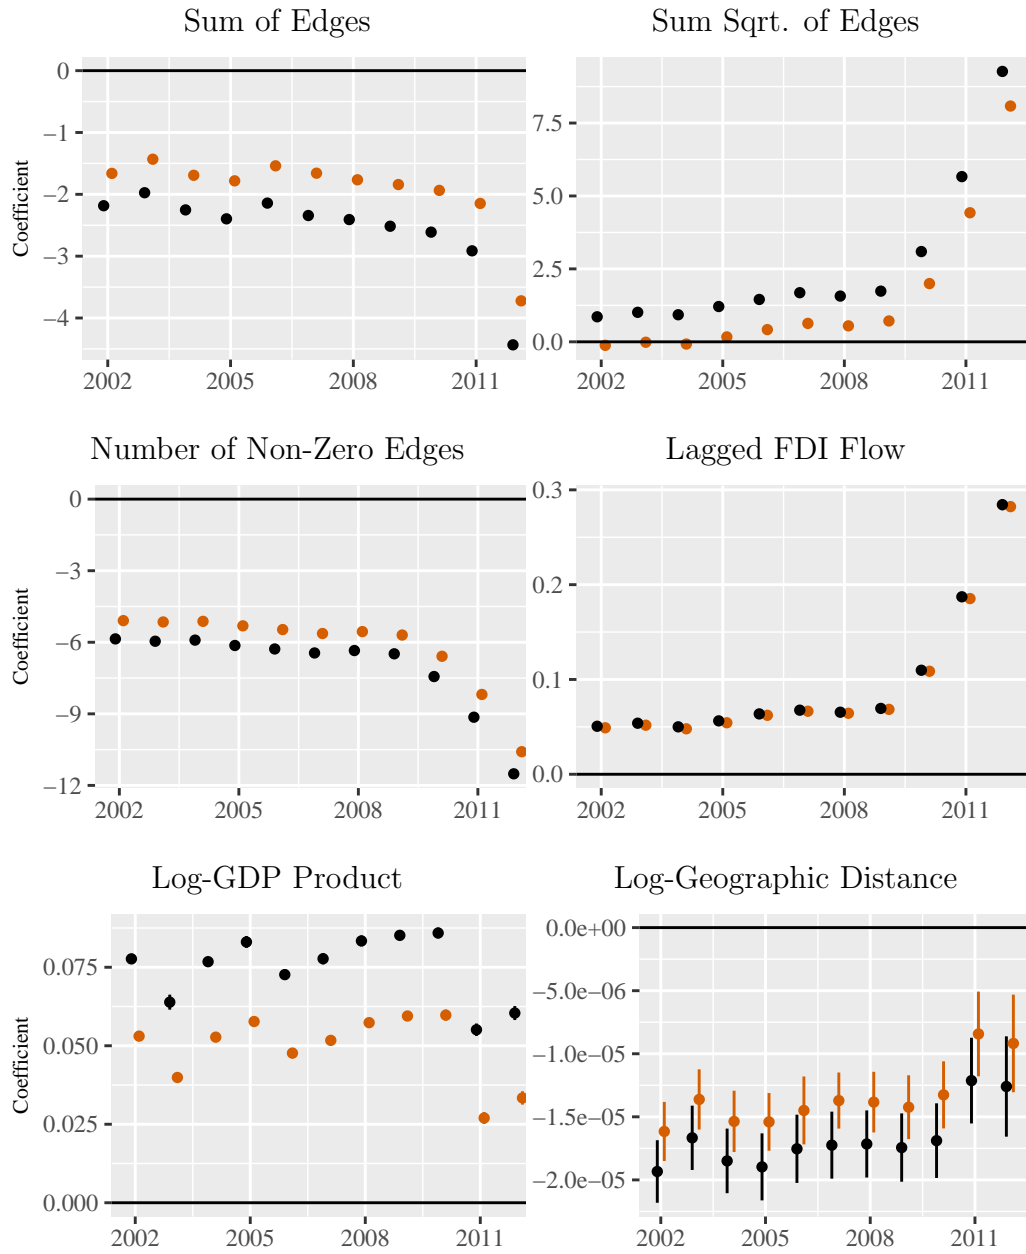 Sum of Edges
Sum Sqrt. of Edges
Coefficient
0
−1
−2
−3
−4
2002 2005 2008 2011
7.5
5.0
2.5
0.0
2002 2005 2008 2011
Number of Non-Zero Edges
Lagged FDI Flow
Coefficient
0
−3
−6
−9
−12
2002 2005 2008 2011
0.3
0.2
0.1
0.0
2002 2005 2008 2011
Log-GDP Product
Log-Geographic Distance
Coefficient
0.075
0.050
0.025
0.000
2002 2005 2008 2011
0.0e+00
−5.0e−06
−1.0e−05
−1.5e−05
−2.0e−05
2002 2005 2008 2011